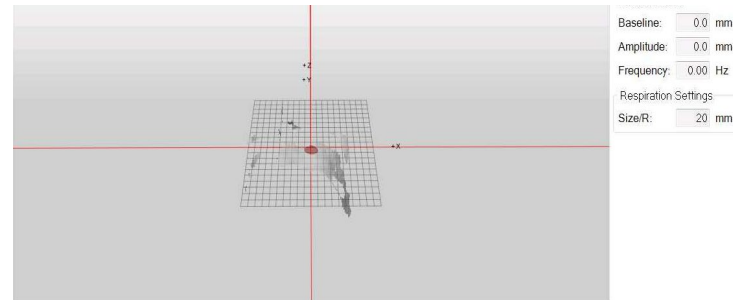 +Z
+Y
+X
Baseline: 0.0 mm
Amplitude: 0.0 mm
Frequency: 0.00 Hz
Respiration Settings
Size/R: 20 mm